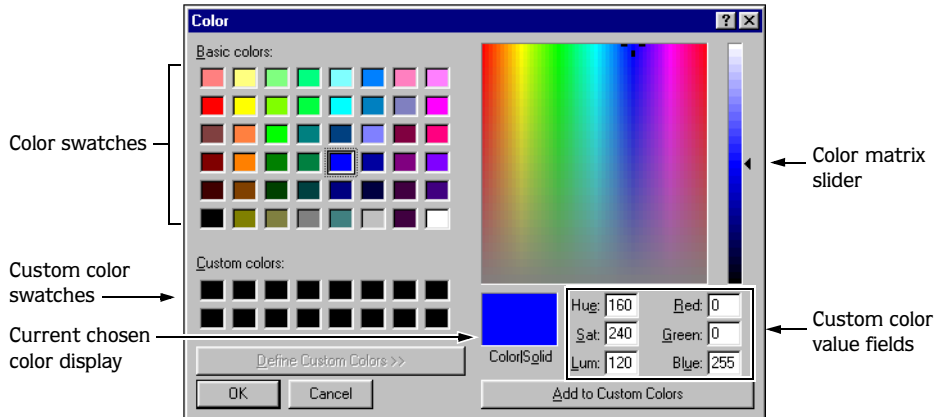 Color
Basic colors:
Color swatches
Color matrix
slider
Custom colors:
Custom color
swatches
Current chosen
color display
Hue: 160
Red: 0
Sat: 240
Green: 0
Lum: 120
Blue: 255
Custom color
value fields
Color|Solid
Define Custom Colors >>
OK
Cancel
Add to Custom Colors